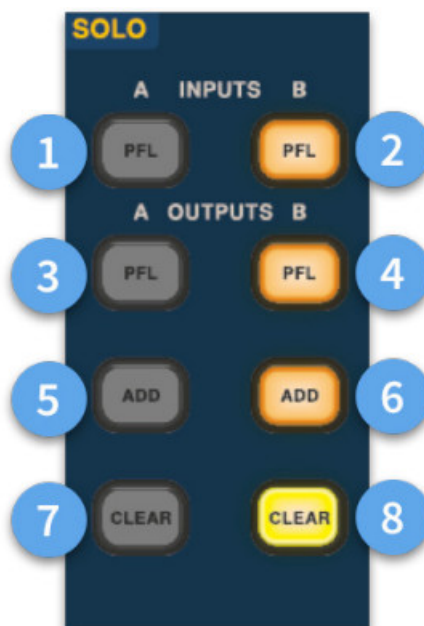 SOLO
A INPUTS B
1 PFL PFL 2
A OUTPUTS B
3 PFL PFL 4
5 ADD ADD 6
7 CLEAR CLEAR 8